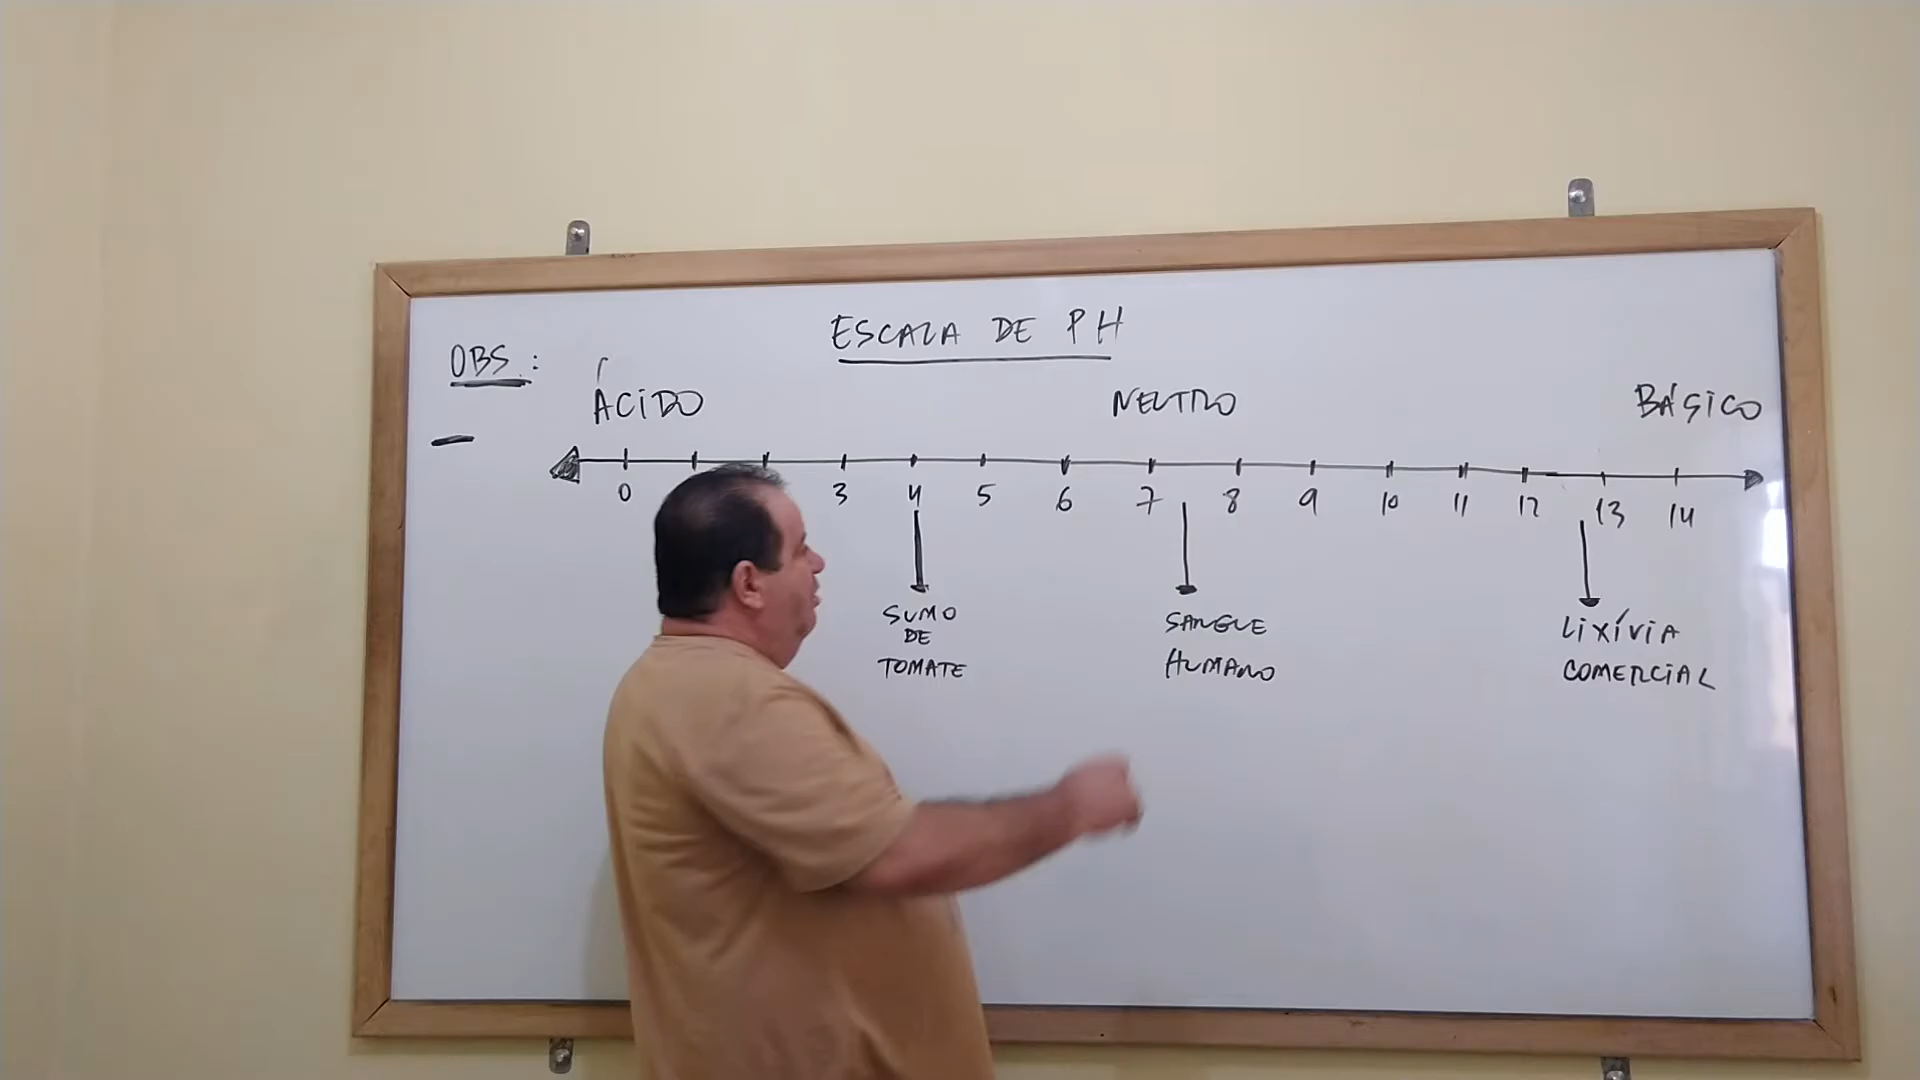 ESCALA DE PH
OBS.:
ÁCIDO NEUTRO BÁSICO
0 3 4 5 6 7 8 9 10 11 12 13 14
SUMO
DE
TOMATE
SANGUE
HUMANO
LIXÍVIA
COMERCIAL